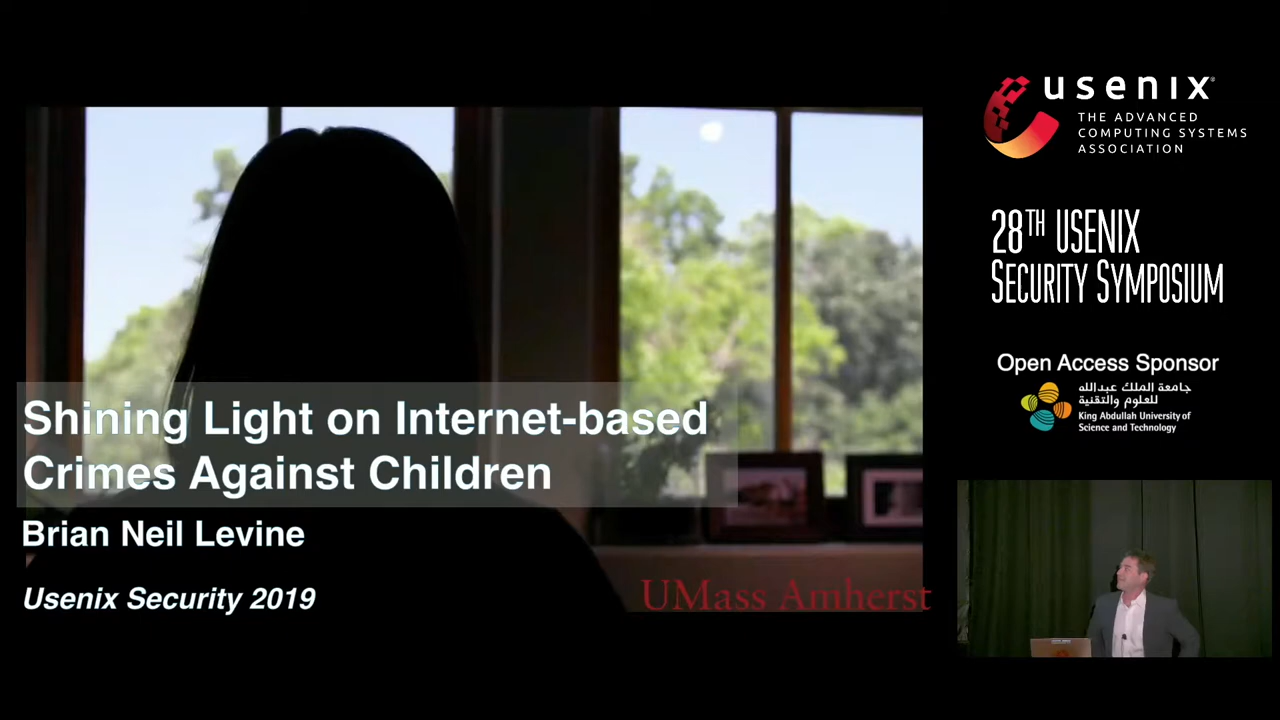 Shining Light on Internet-based
Crimes Against Children
Brian Neil Levine
Usenix Security 2019
UMass Amherst
usenix
THE ADVANCED
COMPUTING SYSTEMS
ASSOCIATION
28TH USENIX
SECURITY SYMPOSIUM
Open Access Sponsor
جامعة الملك عبدالله
للعلوم والتقنية
King Abdullah University of
Science and Technology